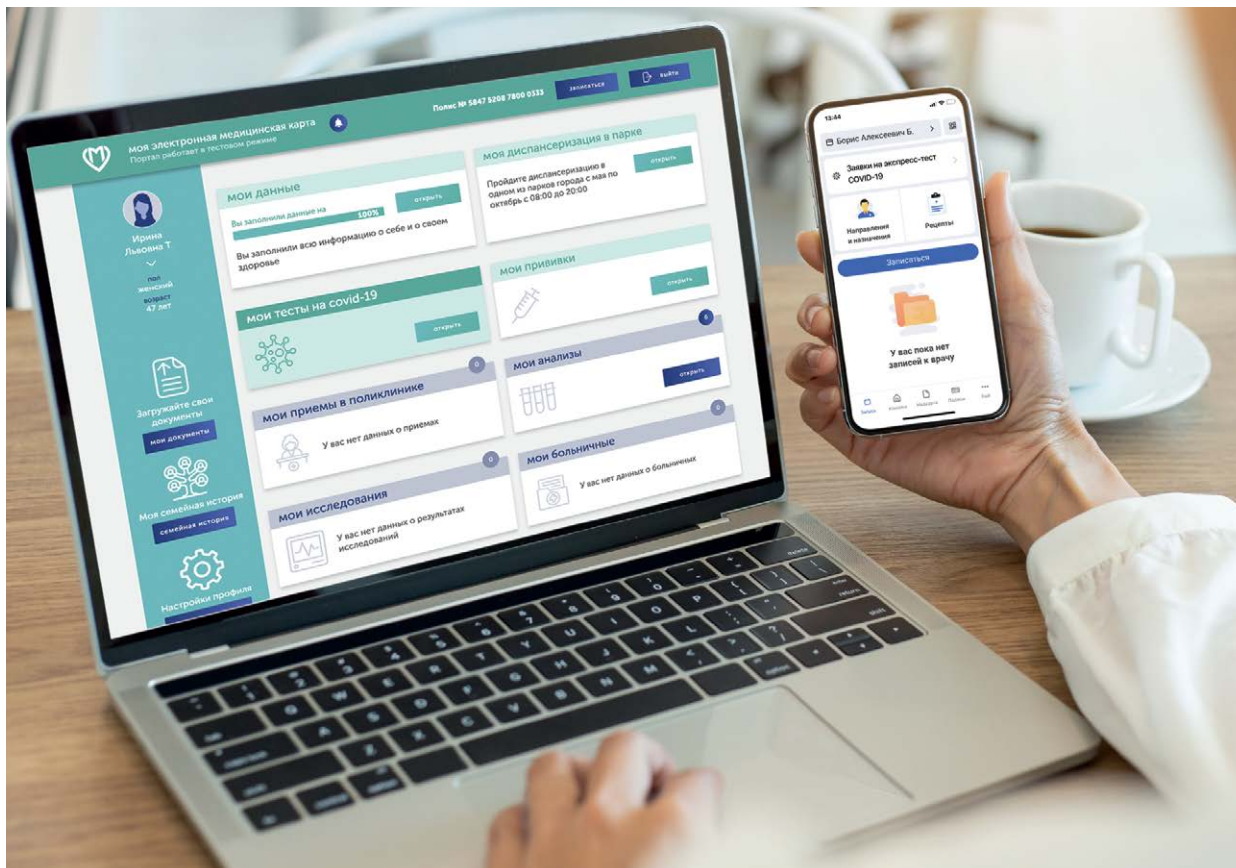 моя электронная медицинская карта
Портал работает в тестовом режиме
Полис № 5847 5208 7800 0333
записаться
выйти
Ирина
Львовна Т
пол
женский
возраст
47 лет
Загружайте свои
документы
мои документы
Моя семейная история
семейная история
Настройки профиля
мои данные
Вы заполнили данные на
100%
открыть
Вы заполнили всю информацию о себе и о своем
здоровье
моя диспансеризация в парке
Пройдите диспансеризацию в
одном из парков города с мая по
октябрь с 08:00 до 20:00
открыть
мои тесты на covid-19
открыть
мои прививки
открыть
мои приемы в поликлинике
0
У вас нет данных о приемах
мои анализы
6
открыть
мои исследования
0
У вас нет данных о результатах
исследований
мои больничные
0
У вас нет данных о больничных
13:44
Борис Алексеевич Б.
Заявки на экспресс-тест
COVID-19
Направления
и назначения
Рецепты
Записаться
У вас пока нет
записей к врачу